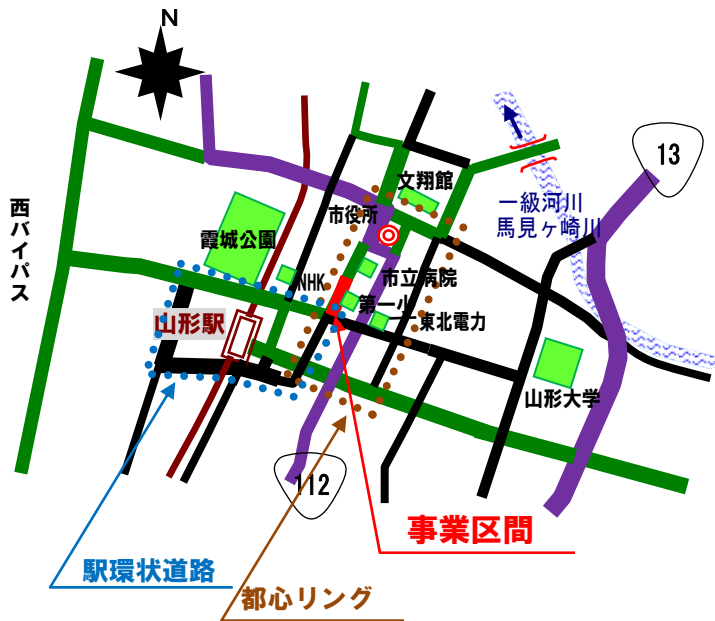 N
13
文翔館
西バイパス
市役所
一級河川
馬見ヶ崎川
霞城公園
NHK
市立病院
第一小
東北電力
山形駅
山形大学
112
事業区間
駅環状道路
都心リング